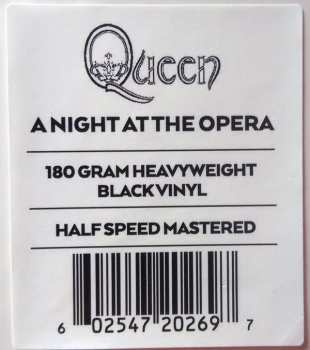 Queen
A NIGHT AT THE OPERA
180 GRAM HEAVYWEIGHT
BLACK VINYL
HALF SPEED MASTERED
6 02547 20269 7